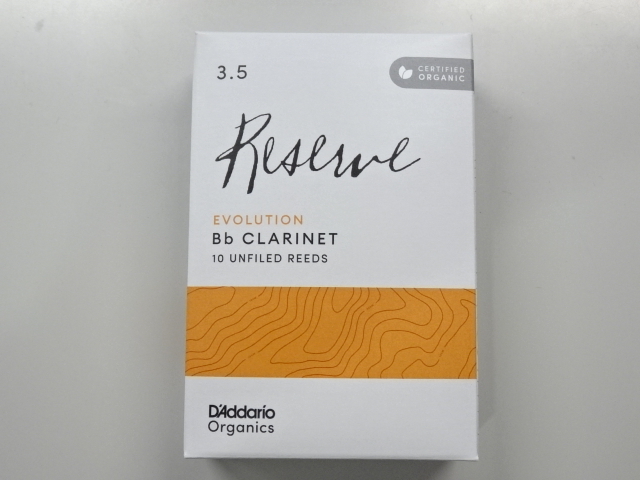 3.5
CERTIFIED
ORGANIC
Reserve
EVOLUTION
Bb CLARINET
10 UNFILED REEDS
D'Addario
Organics